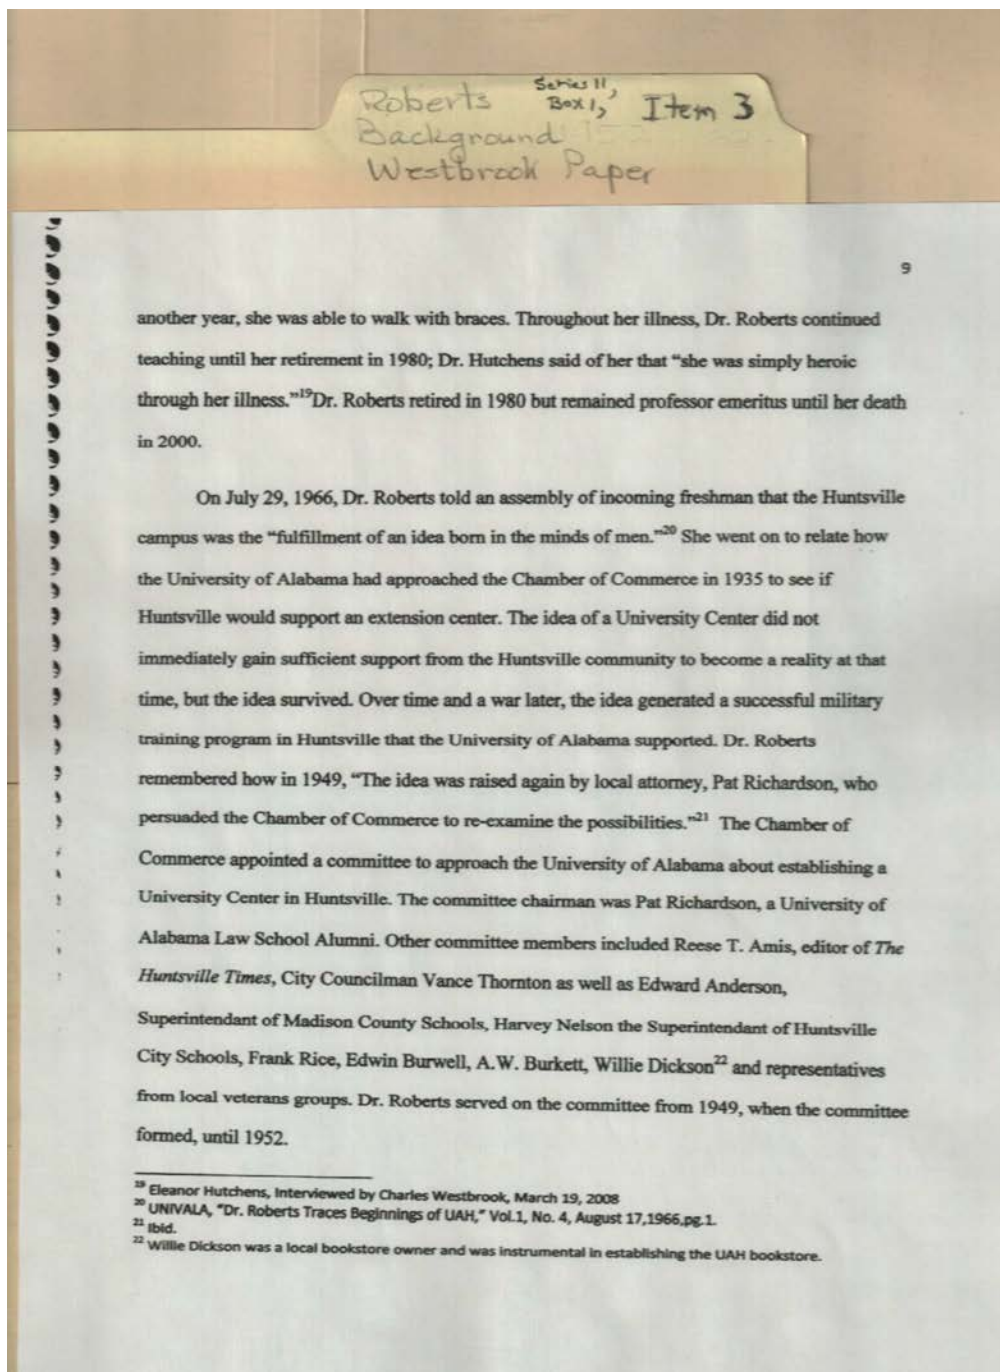 Roberts Series 11, Box 1, Item 3
Background
Westbrook Paper
9
another year, she was able to walk with braces. Throughout her illness, Dr. Roberts continued
teaching until her retirement in 1980; Dr. Hutchens said of her that “she was simply heroic
through her illness.”19Dr. Roberts retired in 1980 but remained professor emeritus until her death
in 2000.
On July 29, 1966, Dr. Roberts told an assembly of incoming freshman that the Huntsville
campus was the “fulfillment of an idea born in the minds of men.”20 She went on to relate how
the University of Alabama had approached the Chamber of Commerce in 1935 to see if
Huntsville would support an extension center. The idea of a University Center did not
immediately gain sufficient support from the Huntsville community to become a reality at that
time, but the idea survived. Over time and a war later, the idea generated a successful military
training program in Huntsville that the University of Alabama supported. Dr. Roberts
remembered how in 1949, “The idea was raised again by local attorney, Pat Richardson, who
persuaded the Chamber of Commerce to re-examine the possibilities.”21 The Chamber of
Commerce appointed a committee to approach the University of Alabama about establishing a
University Center in Huntsville. The committee chairman was Pat Richardson, a University of
Alabama Law School Alumni. Other committee members included Reese T. Amis, editor of The
Huntsville Times, City Councilman Vance Thornton as well as Edward Anderson,
Superintendant of Madison County Schools, Harvey Nelson the Superintendant of Huntsville
City Schools, Frank Rice, Edwin Burwell, A.W. Burkett, Willie Dickson22 and representatives
from local veterans groups. Dr. Roberts served on the committee from 1949, when the committee
formed, until 1952.
19 Eleanor Hutchens, Interviewed by Charles Westbrook, March 19, 2008
20 UNIVALA, “Dr. Roberts Traces Beginnings of UAH,” Vol.1, No. 4, August 17,1966,pg.1.
21 Ibid.
22 Willie Dickson was a local bookstore owner and was instrumental in establishing the UAH bookstore.